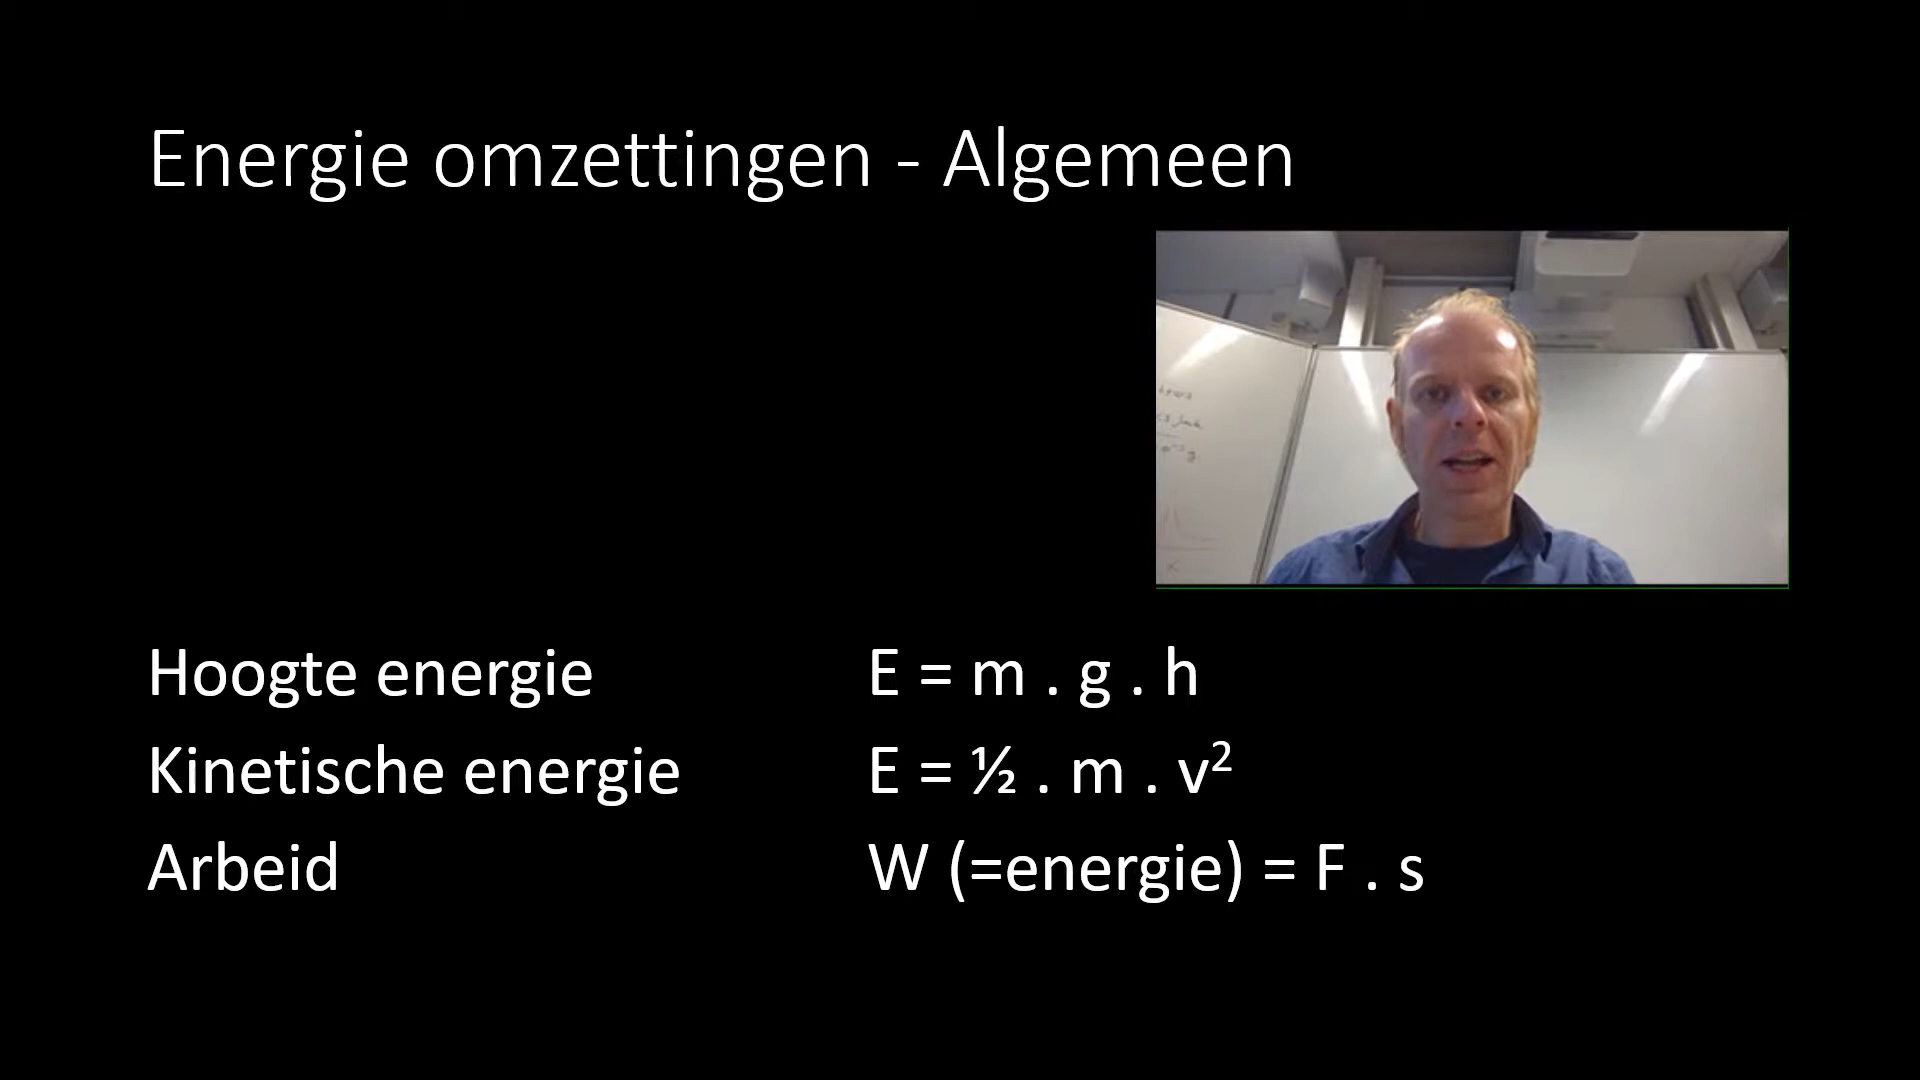 Energie omzettingen - Algemeen
Hoogte energie E = m . g . h
Kinetische energie E = ½ . m . v²
Arbeid W (=energie) = F . s